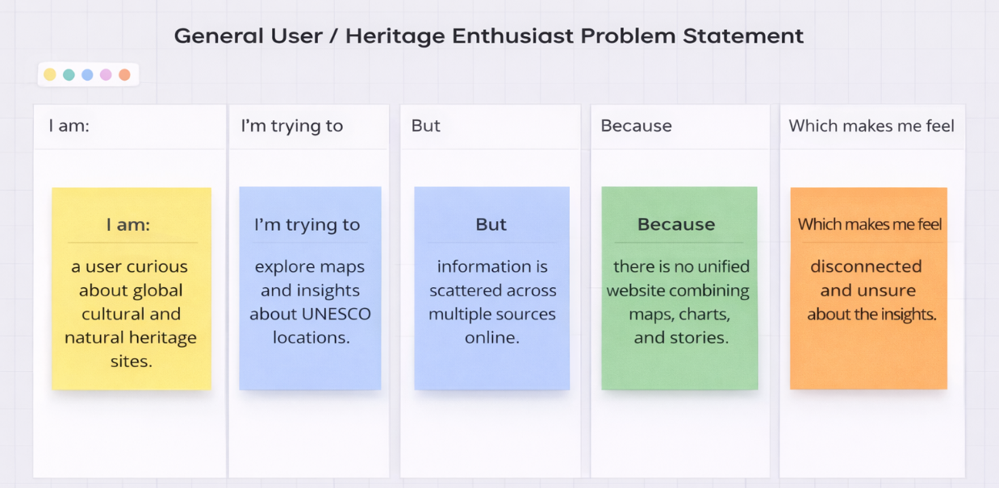 General User / Heritage Enthusiast Problem Statement
I am:
I'm trying to
But
Because
Which makes me feel
I am:
a user curious
about global
cultural and
natural heritage
sites.
I'm trying to
explore maps
and insights
about UNESCO
locations.
But
information is
scattered across
multiple sources
online.
Because
there is no unified
website combining
maps, charts,
and stories.
Which makes me feel
disconnected
and unsure
about the insights.